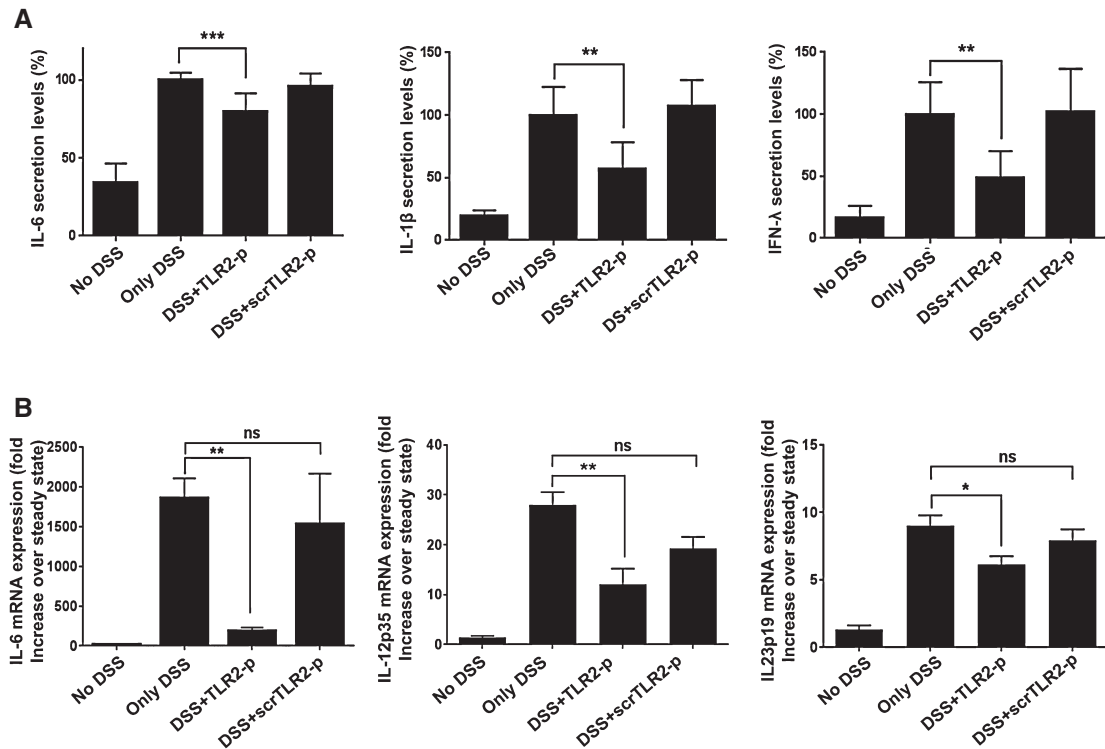 A
IL-6 secretion levels (%)
100
50
0
***
No DSS
Only DSS
DSS+TLR2-p
DSS+scrTLR2-p
IL-1β secretion levels (%)
150
100
50
0
**
No DSS
Only DSS
DSS+TLR2-p
DS+scrTLR2-p
IFN-λ secretion levels (%)
150
100
50
0
**
No DSS
Only DSS
DSS+TLR2-p
DSS+scrTLR2-p
B
IL-6 mRNA expression (fold
Increase over steady state)
2500
2000
1500
1000
500
0
ns
**
No DSS
Only DSS
DSS+TLR2-p
DSS+scrTLR2-p
IL-12p35 mRNA expression (fold
Increase over steady state)
40
30
20
10
0
ns
**
No DSS
Only DSS
DSS+TLR2-p
DSS+scrTLR2-p
IL23p19 mRNA expression (fold
Increase over steady state)
15
10
5
0
ns
*
No DSS
Only DSS
DSS+TLR2-p
DSS+scrTLR2-p